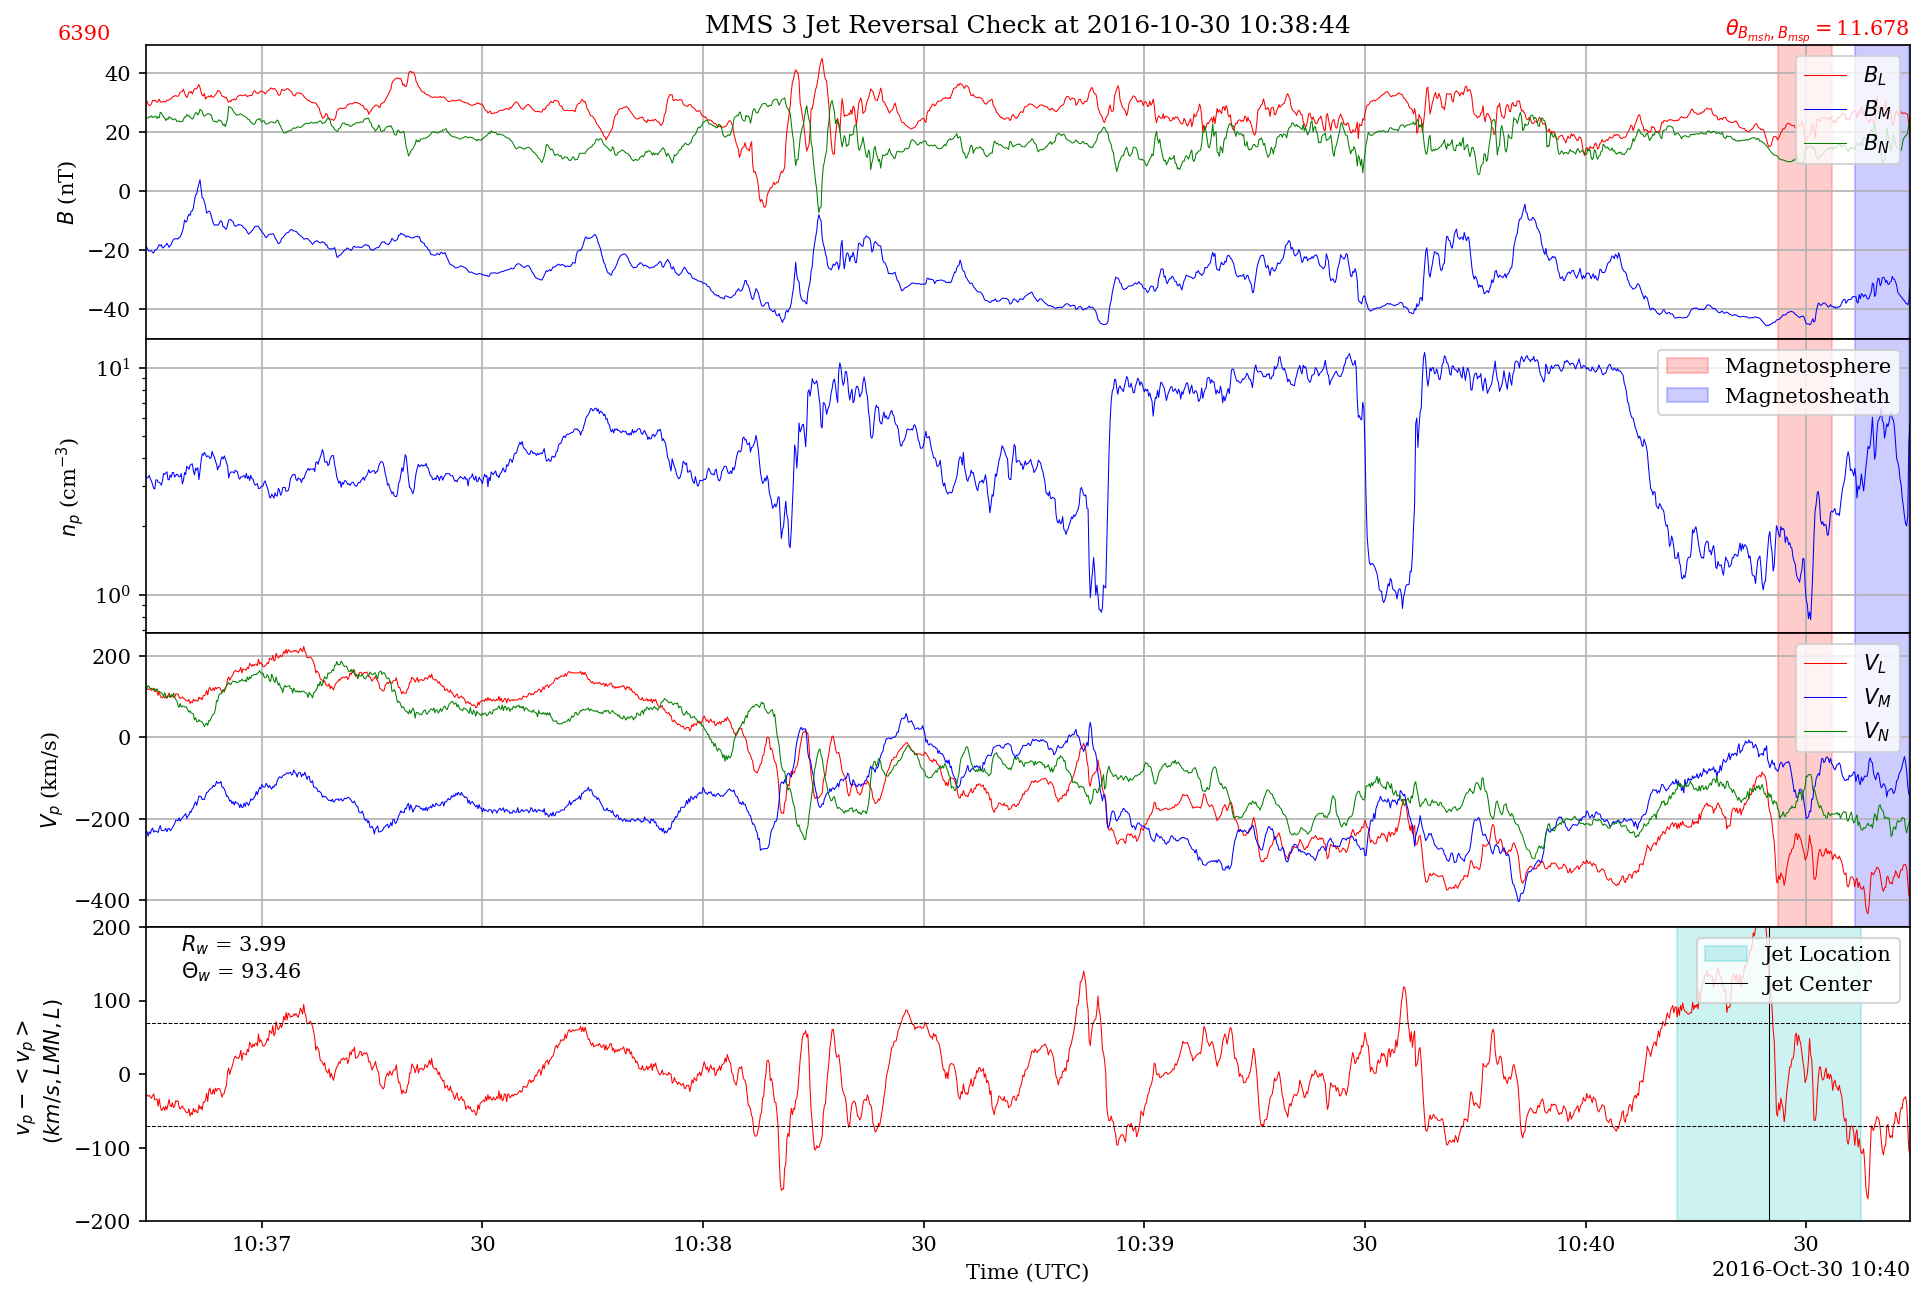 MMS 3 Jet Reversal Check at 2016-10-30 10:38:44
6390
θ_{B_{msh}, B_{msp}} = 11.678
40
20
0
−20
−40
B (nT)
B_L
B_M
B_N
10^1
10^0
n_p (cm^{−3})
Magnetosphere
Magnetosheath
200
0
−200
−400
V_p (km/s)
V_L
V_M
V_N
200
100
0
−100
−200
v_p − < v_p >
(km/s, LMN, L)
R_w = 3.99
Θ_w = 93.46
Jet Location
Jet Center
10:37 30 10:38 30 10:39 30 10:40 30
Time (UTC)
2016-Oct-30 10:40